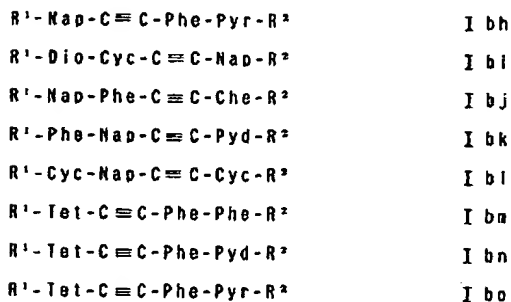 R¹-Nap-C≡C-Phe-Pyr-R² I bh
R¹-Dio-Cyc-C≡C-Nap-R² I bi
R¹-Nap-Phe-C≡C-Che-R² I bj
R¹-Phe-Nap-C≡C-Pyd-R² I bk
R¹-Cyc-Nap-C≡C-Cyc-R² I bl
R¹-Tet-C≡C-Phe-Phe-R² I bm
R¹-Tet-C≡C-Phe-Pyd-R² I bn
R¹-Tet-C≡C-Phe-Pyr-R² I bo